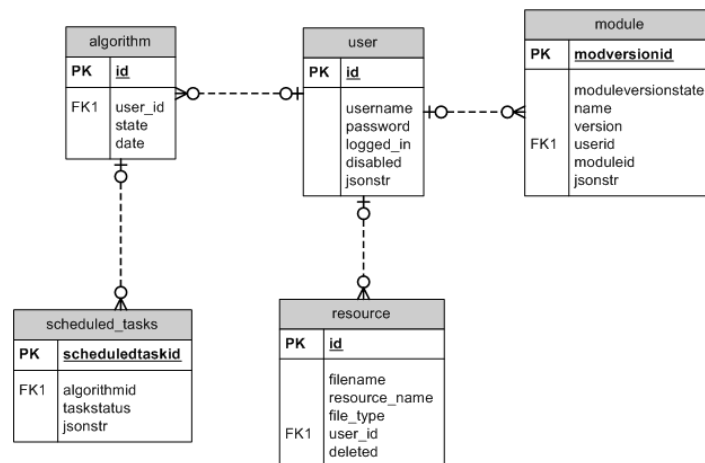 algorithm
PK id
FK1 user_id
state
date
user
PK id
username
password
logged_in
disabled
jsonstr
module
PK modversionid
moduleversionstate
name
version
FK1 userid
moduleid
jsonstr
scheduled_tasks
PK scheduledtaskid
FK1 algorithmid
taskstatus
jsonstr
resource
PK id
filename
resource_name
file_type
FK1 user_id
deleted